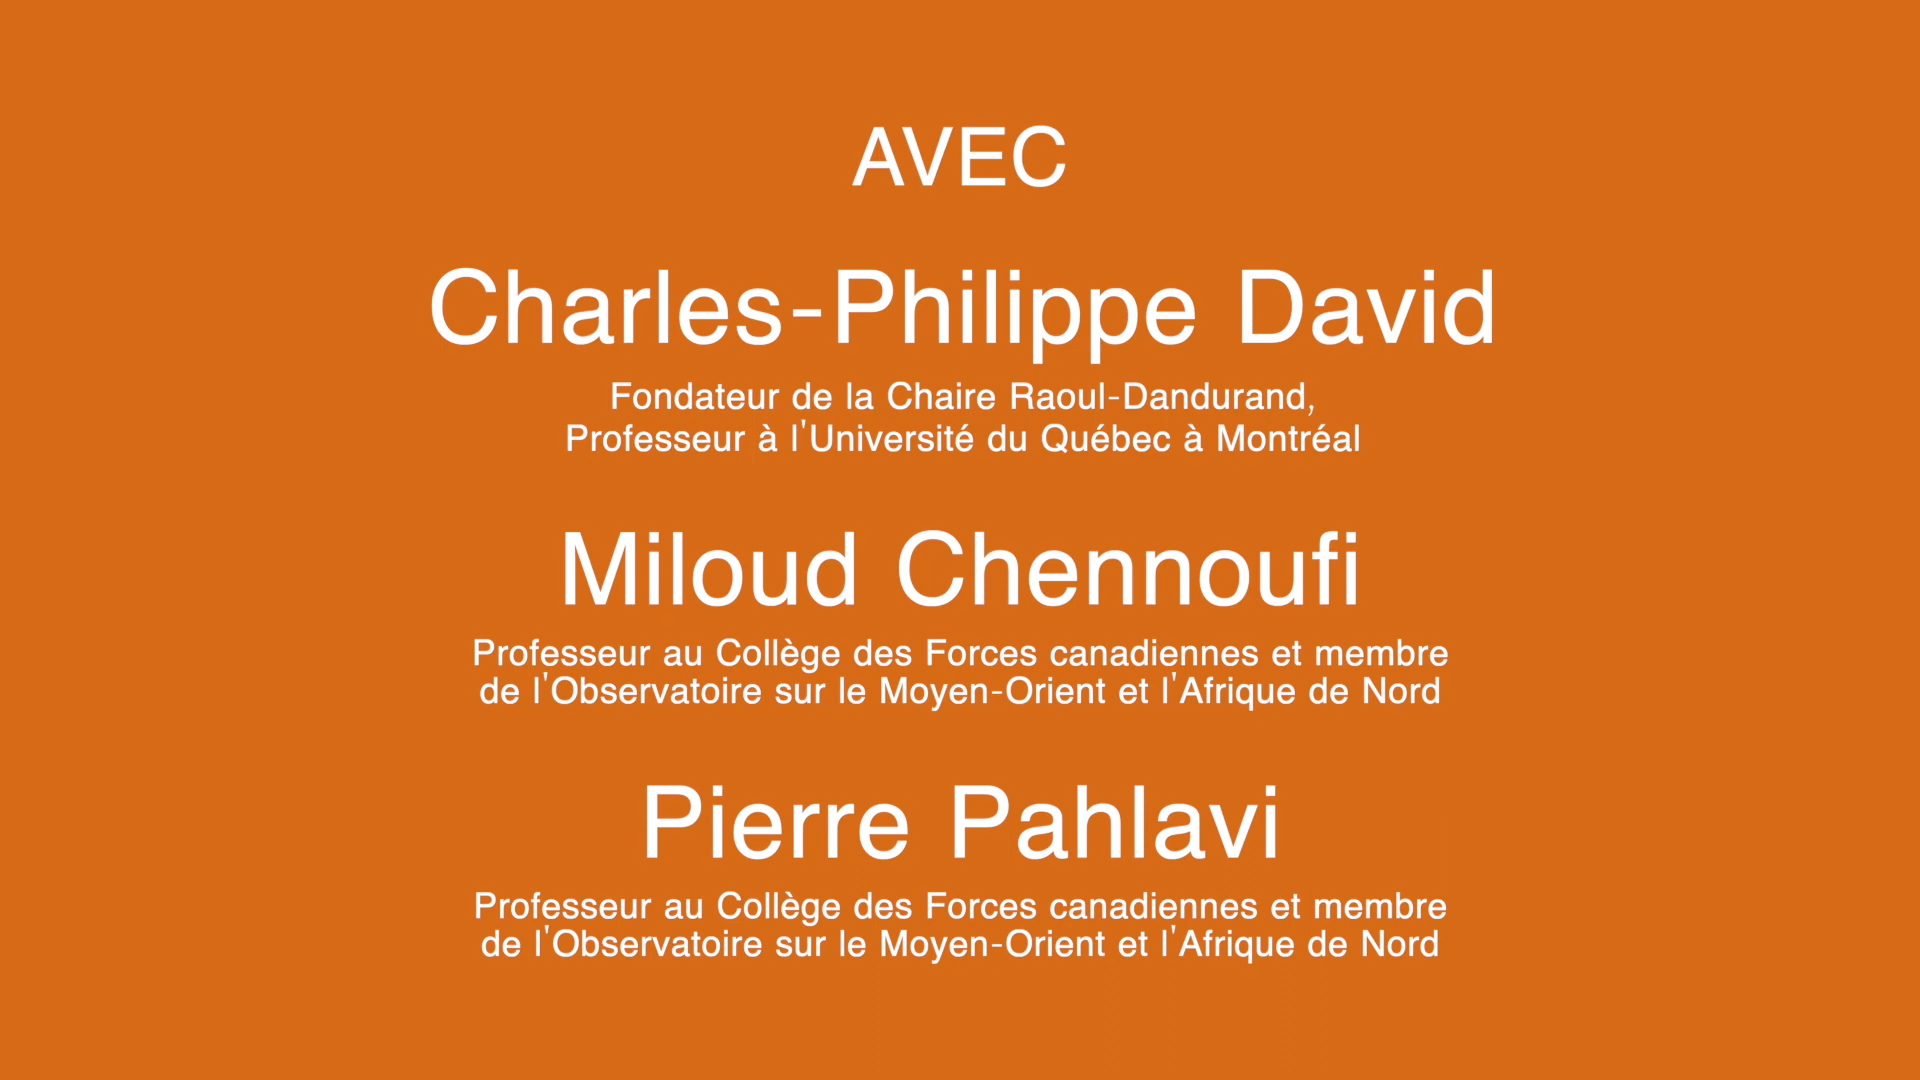 AVEC
Charles-Philippe David
Fondateur de la Chaire Raoul-Dandurand,
Professeur à l'Université du Québec à Montréal
Miloud Chennoufi
Professeur au Collège des Forces canadiennes et membre
de l'Observatoire sur le Moyen-Orient et l'Afrique de Nord
Pierre Pahlavi
Professeur au Collège des Forces canadiennes et membre
de l'Observatoire sur le Moyen-Orient et l'Afrique de Nord